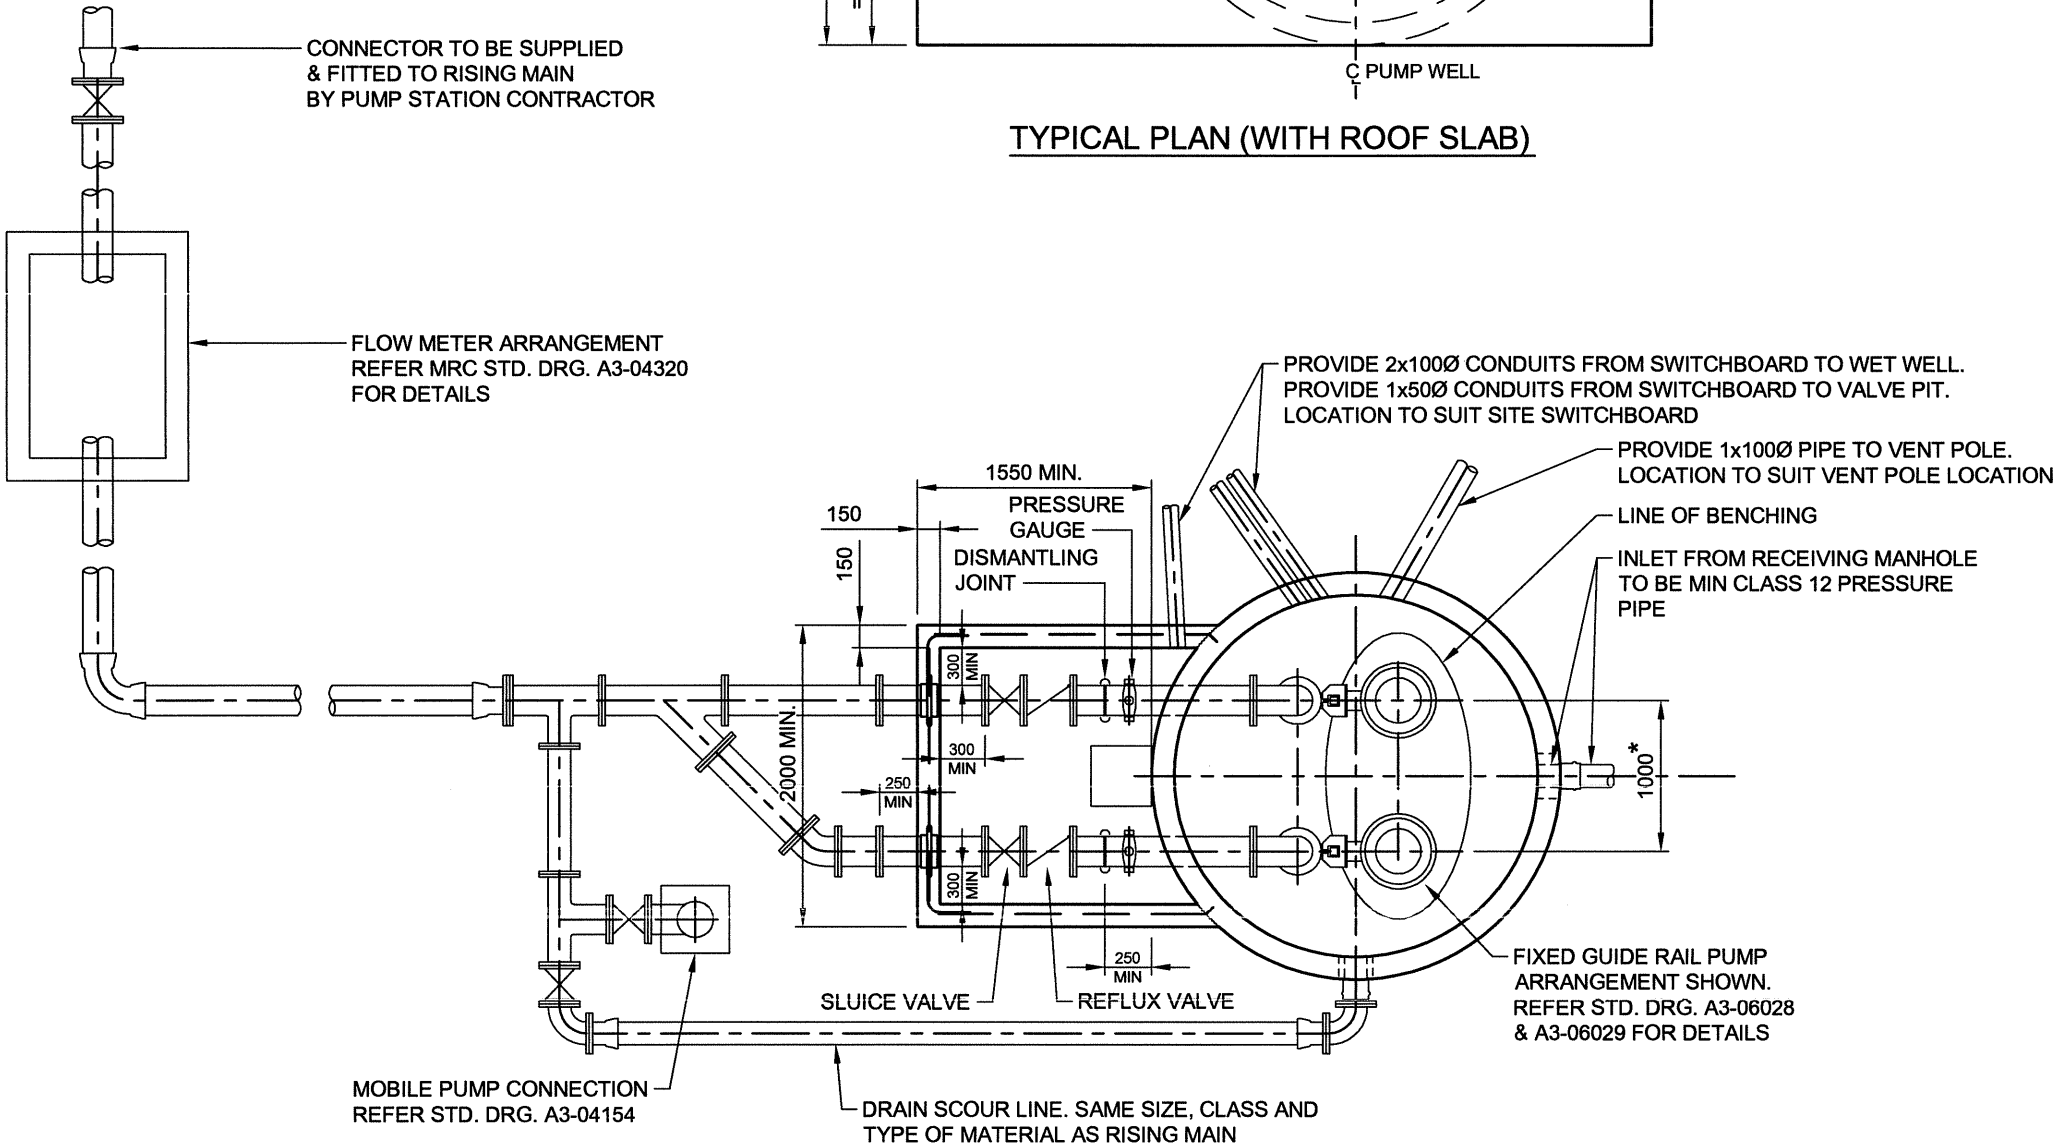 CONNECTOR TO BE SUPPLIED
& FITTED TO RISING MAIN
BY PUMP STATION CONTRACTOR
=
℄ PUMP WELL
TYPICAL PLAN (WITH ROOF SLAB)
FLOW METER ARRANGEMENT
REFER MRC STD. DRG. A3-04320
FOR DETAILS
PROVIDE 2x100Ø CONDUITS FROM SWITCHBOARD TO WET WELL.
PROVIDE 1x50Ø CONDUITS FROM SWITCHBOARD TO VALVE PIT.
LOCATION TO SUIT SITE SWITCHBOARD
PROVIDE 1x100Ø PIPE TO VENT POLE.
LOCATION TO SUIT VENT POLE LOCATION
LINE OF BENCHING
INLET FROM RECEIVING MANHOLE
TO BE MIN CLASS 12 PRESSURE
PIPE
1550 MIN.
150
150
PRESSURE
GAUGE
DISMANTLING
JOINT
300
MIN
2000 MIN.
300
MIN
250
MIN
300
MIN
1000*
250
MIN
SLUICE VALVE
REFLUX VALVE
FIXED GUIDE RAIL PUMP
ARRANGEMENT SHOWN.
REFER STD. DRG. A3-06028
& A3-06029 FOR DETAILS
MOBILE PUMP CONNECTION
REFER STD. DRG. A3-04154
DRAIN SCOUR LINE. SAME SIZE, CLASS AND
TYPE OF MATERIAL AS RISING MAIN